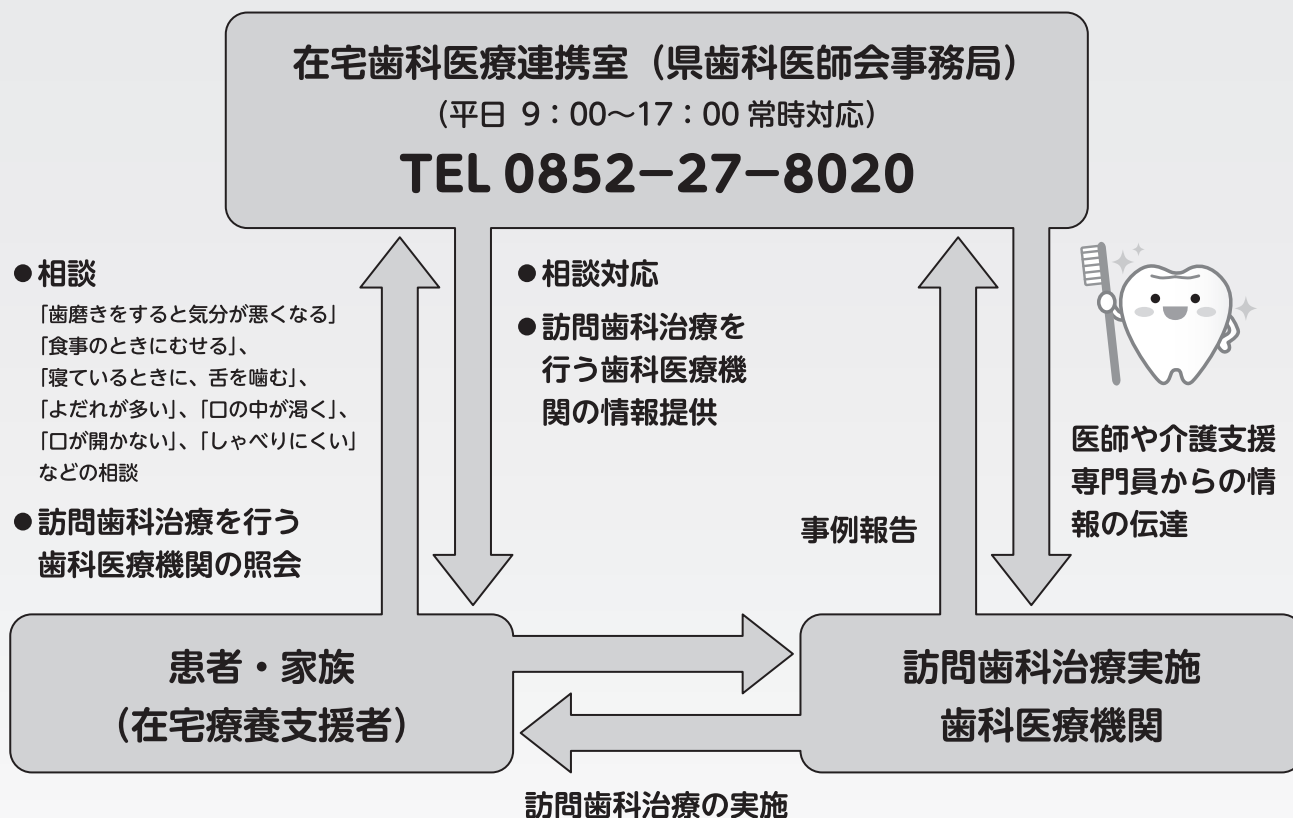 在宅歯科医療連携室（県歯科医師会事務局）
（平日 9：00〜17：00 常時対応）
TEL 0852−27−8020
●相談
「歯磨きをすると気分が悪くなる」
「食事のときにむせる」、
「寝ているときに、舌を噛む」、
「よだれが多い」、「口の中が渇く」、
「口が開かない」、「しゃべりにくい」
などの相談
●訪問歯科治療を行う
歯科医療機関の照会
●相談対応
●訪問歯科治療を
行う歯科医療機
関の情報提供
事例報告
医師や介護支援
専門員からの情
報の伝達
患者・家族
（在宅療養支援者）
訪問歯科治療実施
歯科医療機関
訪問歯科治療の実施